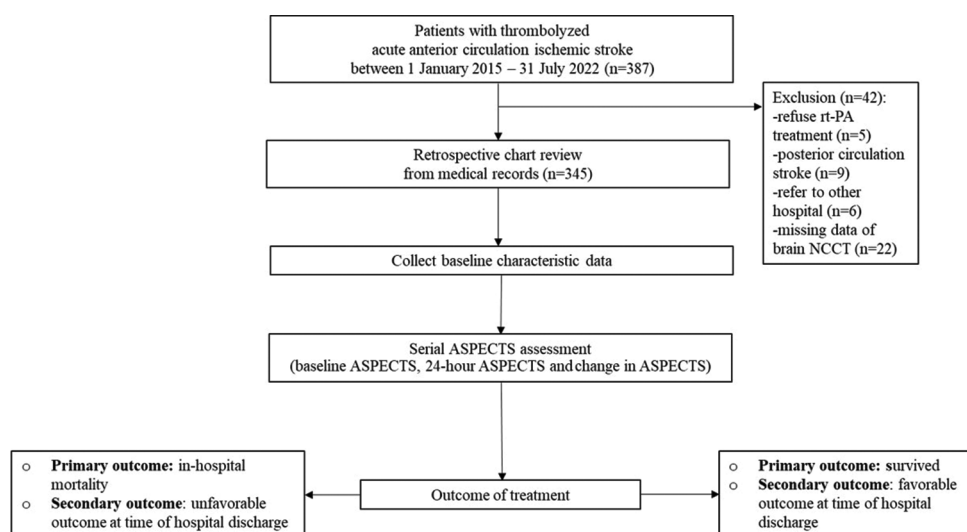 Patients with thrombolyzed
acute anterior circulation ischemic stroke
between 1 January 2015 – 31 July 2022 (n=387)
Exclusion (n=42):
-refuse rt-PA
treatment (n=5)
-posterior circulation
stroke (n=9)
-refer to other
hospital (n=6)
-missing data of
brain NCCT (n=22)
Retrospective chart review
from medical records (n=345)
Collect baseline characteristic data
Serial ASPECTS assessment
(baseline ASPECTS, 24-hour ASPECTS and change in ASPECTS)
o Primary outcome: in-hospital
mortality
o Secondary outcome: unfavorable
outcome at time of hospital discharge
Outcome of treatment
o Primary outcome: survived
o Secondary outcome: favorable
outcome at time of hospital
discharge